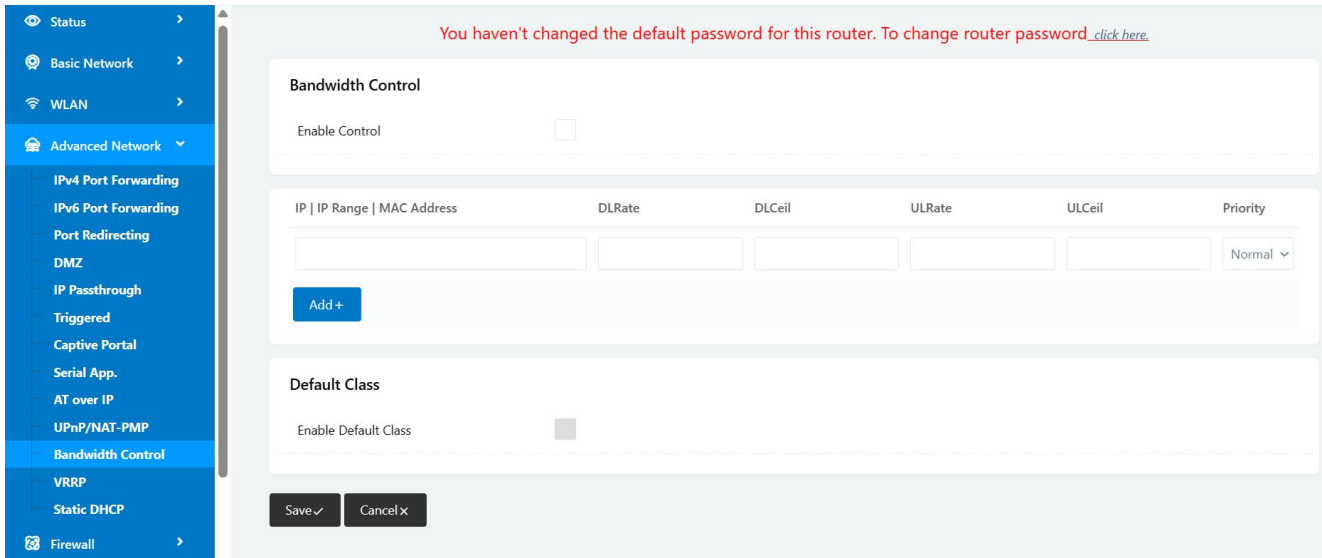 Status
Basic Network
WLAN
Advanced Network
IPv4 Port Forwarding
IPv6 Port Forwarding
Port Redirecting
DMZ
IP Passthrough
Triggered
Captive Portal
Serial App.
AT over IP
UPnP/NAT-PMP
Bandwidth Control
VRRP
Static DHCP
Firewall
You haven't changed the default password for this router. To change router password click here.
Bandwidth Control
Enable Control
IP | IP Range | MAC Address DLRate DLCeil ULRate ULCeil Priority
Normal
Add +
Default Class
Enable Default Class
Save Cancel